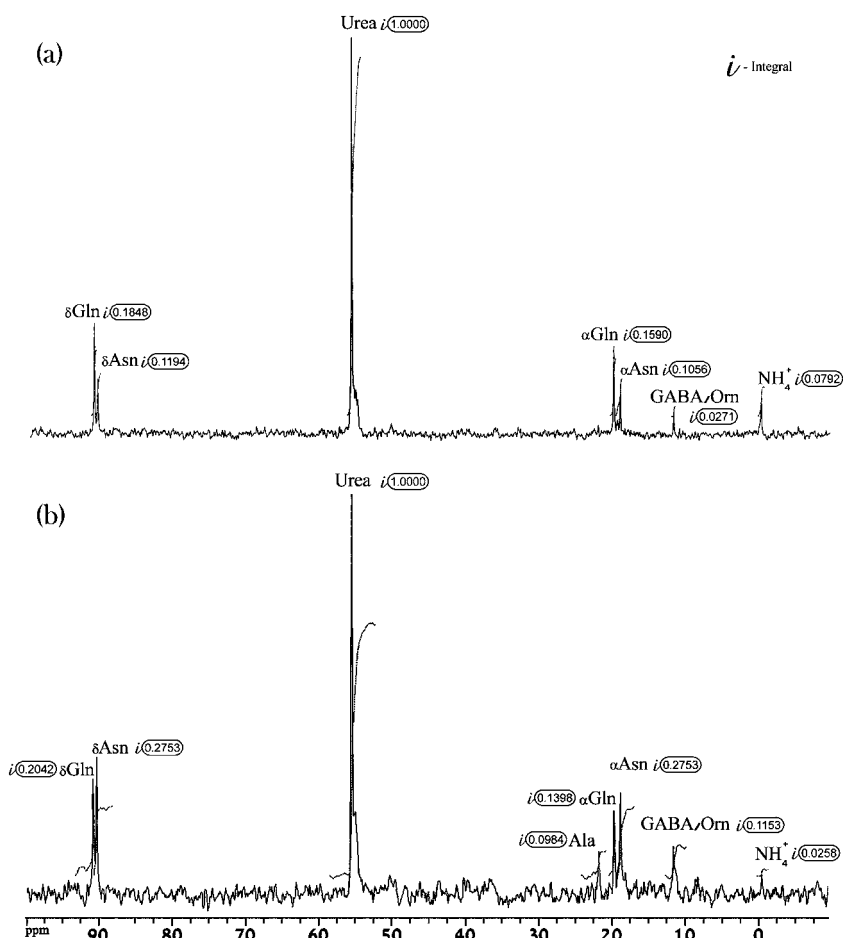 Urea i 1.0000
(a)
i - Integral
δGln i 0.1848
δAsn i 0.1194
αGln i 0.1590
αAsn i 0.1056
GABA/Orn
i 0.0271
NH₄⁺ i 0.0792
Urea i 1.0000
(b)
δAsn i 0.2753
i 0.2042 δGln
αAsn i 0.2753
i 0.1398 αGln
i 0.0984 Ala
GABA/Orn i 0.1153
NH₄⁺ i 0.0258
ppm 90 80 70 60 50 40 30 20 10 0